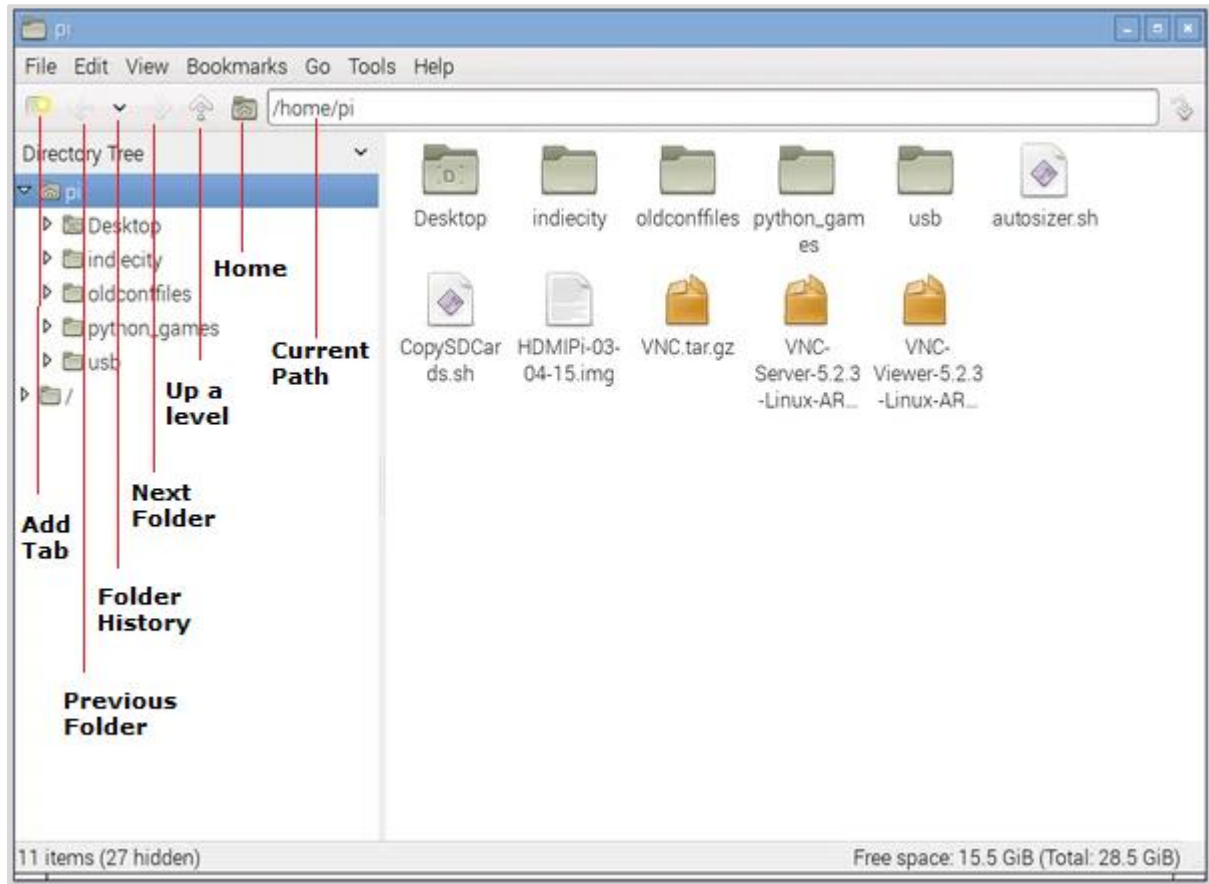 pi
File Edit View Bookmarks Go Tools Help
/home/pi
Directory Tree
pi
Desktop
indiecity
oldconffiles
python_games
usb
/
Home
Current
Path
Up a
level
Next
Folder
Add
Tab
Folder
History
Previous
Folder
D
Desktop
indiecity
oldconffiles
python_gam
es
usb
autosizer.sh
CopySDCar
ds.sh
HDMIPi-03-
04-15.img
VNC.tar.gz
VNC-
Server-5.2.3
-Linux-AR...
VNC-
Viewer-5.2.3
-Linux-AR...
11 items (27 hidden)
Free space: 15.5 GiB (Total: 28.5 GiB)